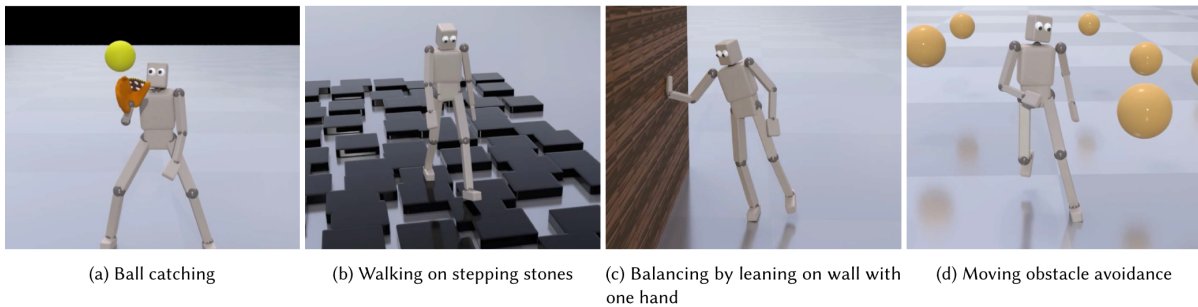 (a) Ball catching
(b) Walking on stepping stones
(c) Balancing by leaning on wall with
one hand
(d) Moving obstacle avoidance